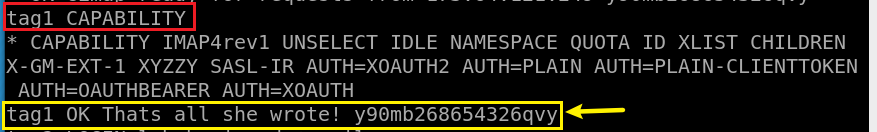 tag1 CAPABILITY
* CAPABILITY IMAP4rev1 UNSELECT IDLE NAMESPACE QUOTA ID XLIST CHILDREN
X-GM-EXT-1 XYZZY SASL-IR AUTH=XOAUTH2 AUTH=PLAIN AUTH=PLAIN-CLIENTTOKEN
AUTH=OAUTHBEARER AUTH=XOAUTH
tag1 OK Thats all she wrote! y90mb268654326qvy